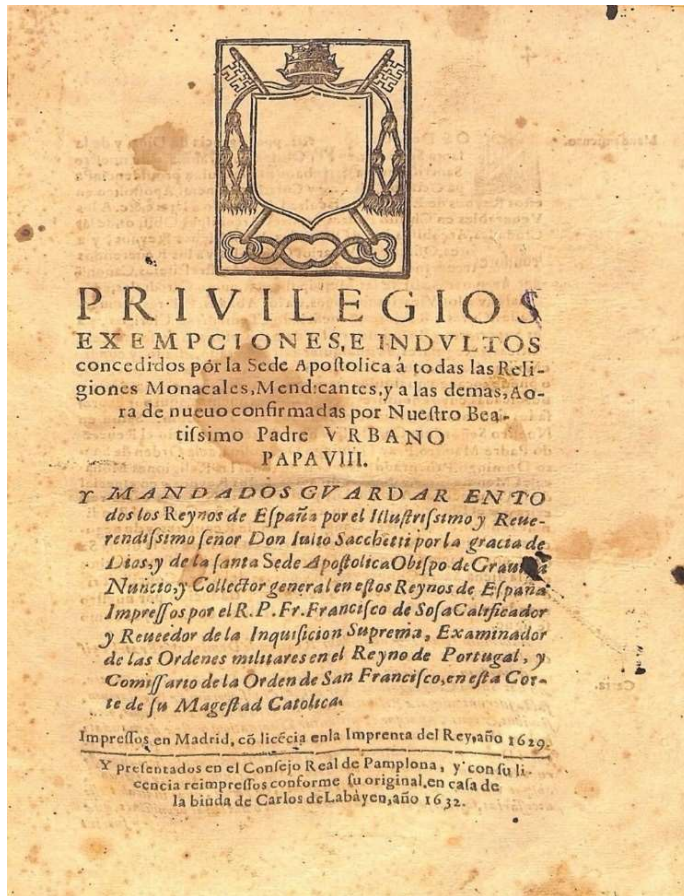 PRIVILEGIOS
EXEMPCIONES, E INDVLTOS
concedidos pór la Sede Apoſtolica á todas las Reli-
giones Monacales, Mendicantes, y a las demas, Ao-
ra de nueuo confirmadas por Nueſtro Bea-
tiſsimo Padre VRBANO
PAPA VIII.
Y MANDADOS GVARDAR EN TO
dos los Reynos de Eſpaña por el Illuſtriſsimo y Reue-
rendiſsimo ſeñor Don Iulio Sacchetti por la gracia de
Dios, y de la ſanta Sede Apoſtolica Obiſpo de Grauina
Nuncio, y Collector general en eſtos Reynos de Eſpaña
Impreſſos por el R. P. Fr. Franciſco de Soſa Calificador
y Reueedor de la Inquiſicion Suprema, Examinador
de las Ordenes militares en el Reyno de Portugal, y
Comiſſario de la Orden de San Franciſco, en eſta Cor-
te de ſu Mageſtad Catolica.
Impreſſos en Madrid, cõ licẽcia enla Imprenta del Rey, año 1629.
Y preſentados en el Conſejo Real de Pamplona, y con ſu li-
cencia reimpreſſos conforme ſu original, en caſa de
la biuda de Carlos de Labàyen, año 1632.